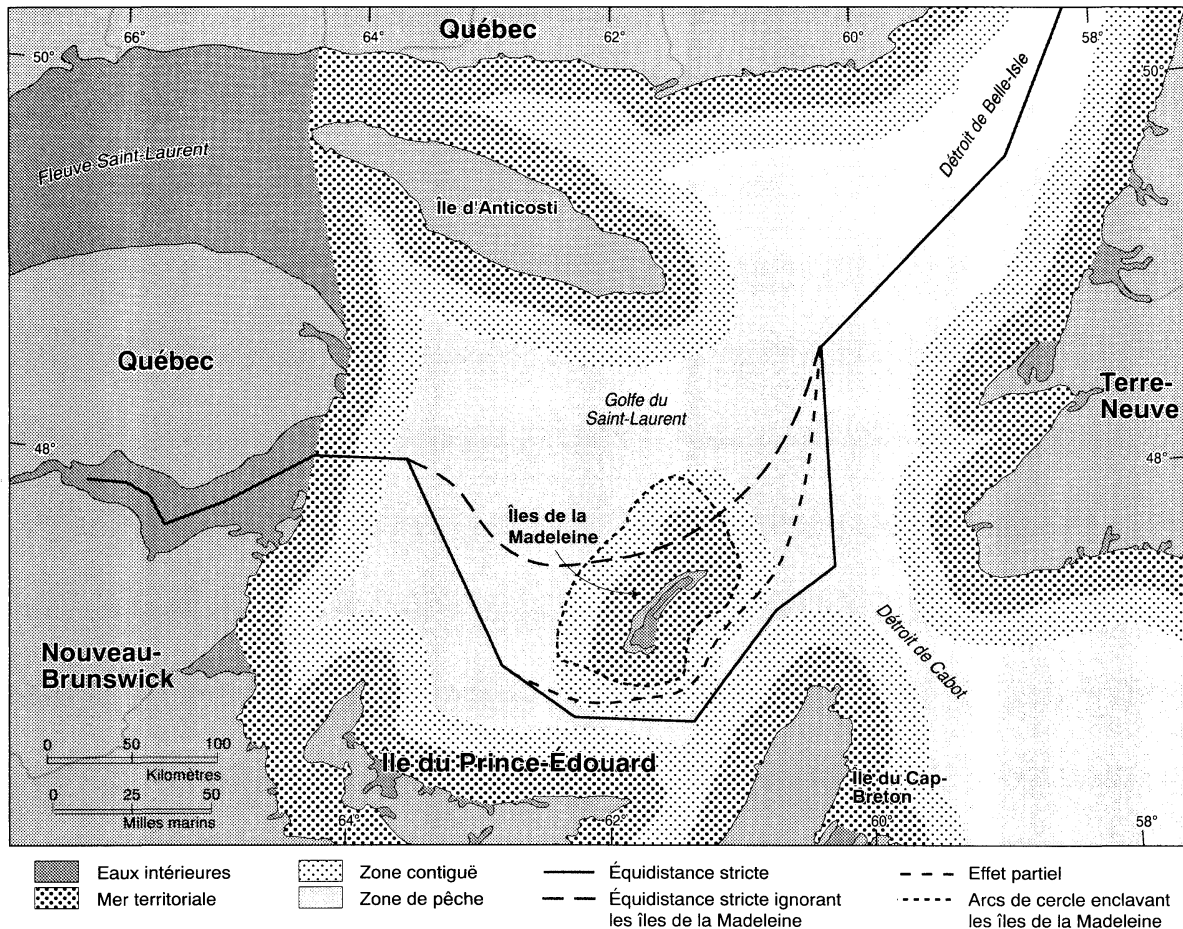 66°
64°
Québec
62°
60°
58°
50°
50°
Fleuve Saint-Laurent
Détroit de Belle-Isle
Île d'Anticosti
Québec
Golfe du
Saint-Laurent
Terre-
Neuve
48°
48°
Îles de la
Madeleine
Détroit de Cabot
Nouveau-
Brunswick
0 50 100
Kilomètres
0 25 50
Milles marins
Île du Prince-Édouard
Île du Cap-
Breton
64°
62°
60°
58°
Eaux intérieures
Mer territoriale
Zone contiguë
Zone de pêche
Équidistance stricte
Équidistance stricte ignorant
les îles de la Madeleine
Effet partiel
Arcs de cercle enclavant
les îles de la Madeleine